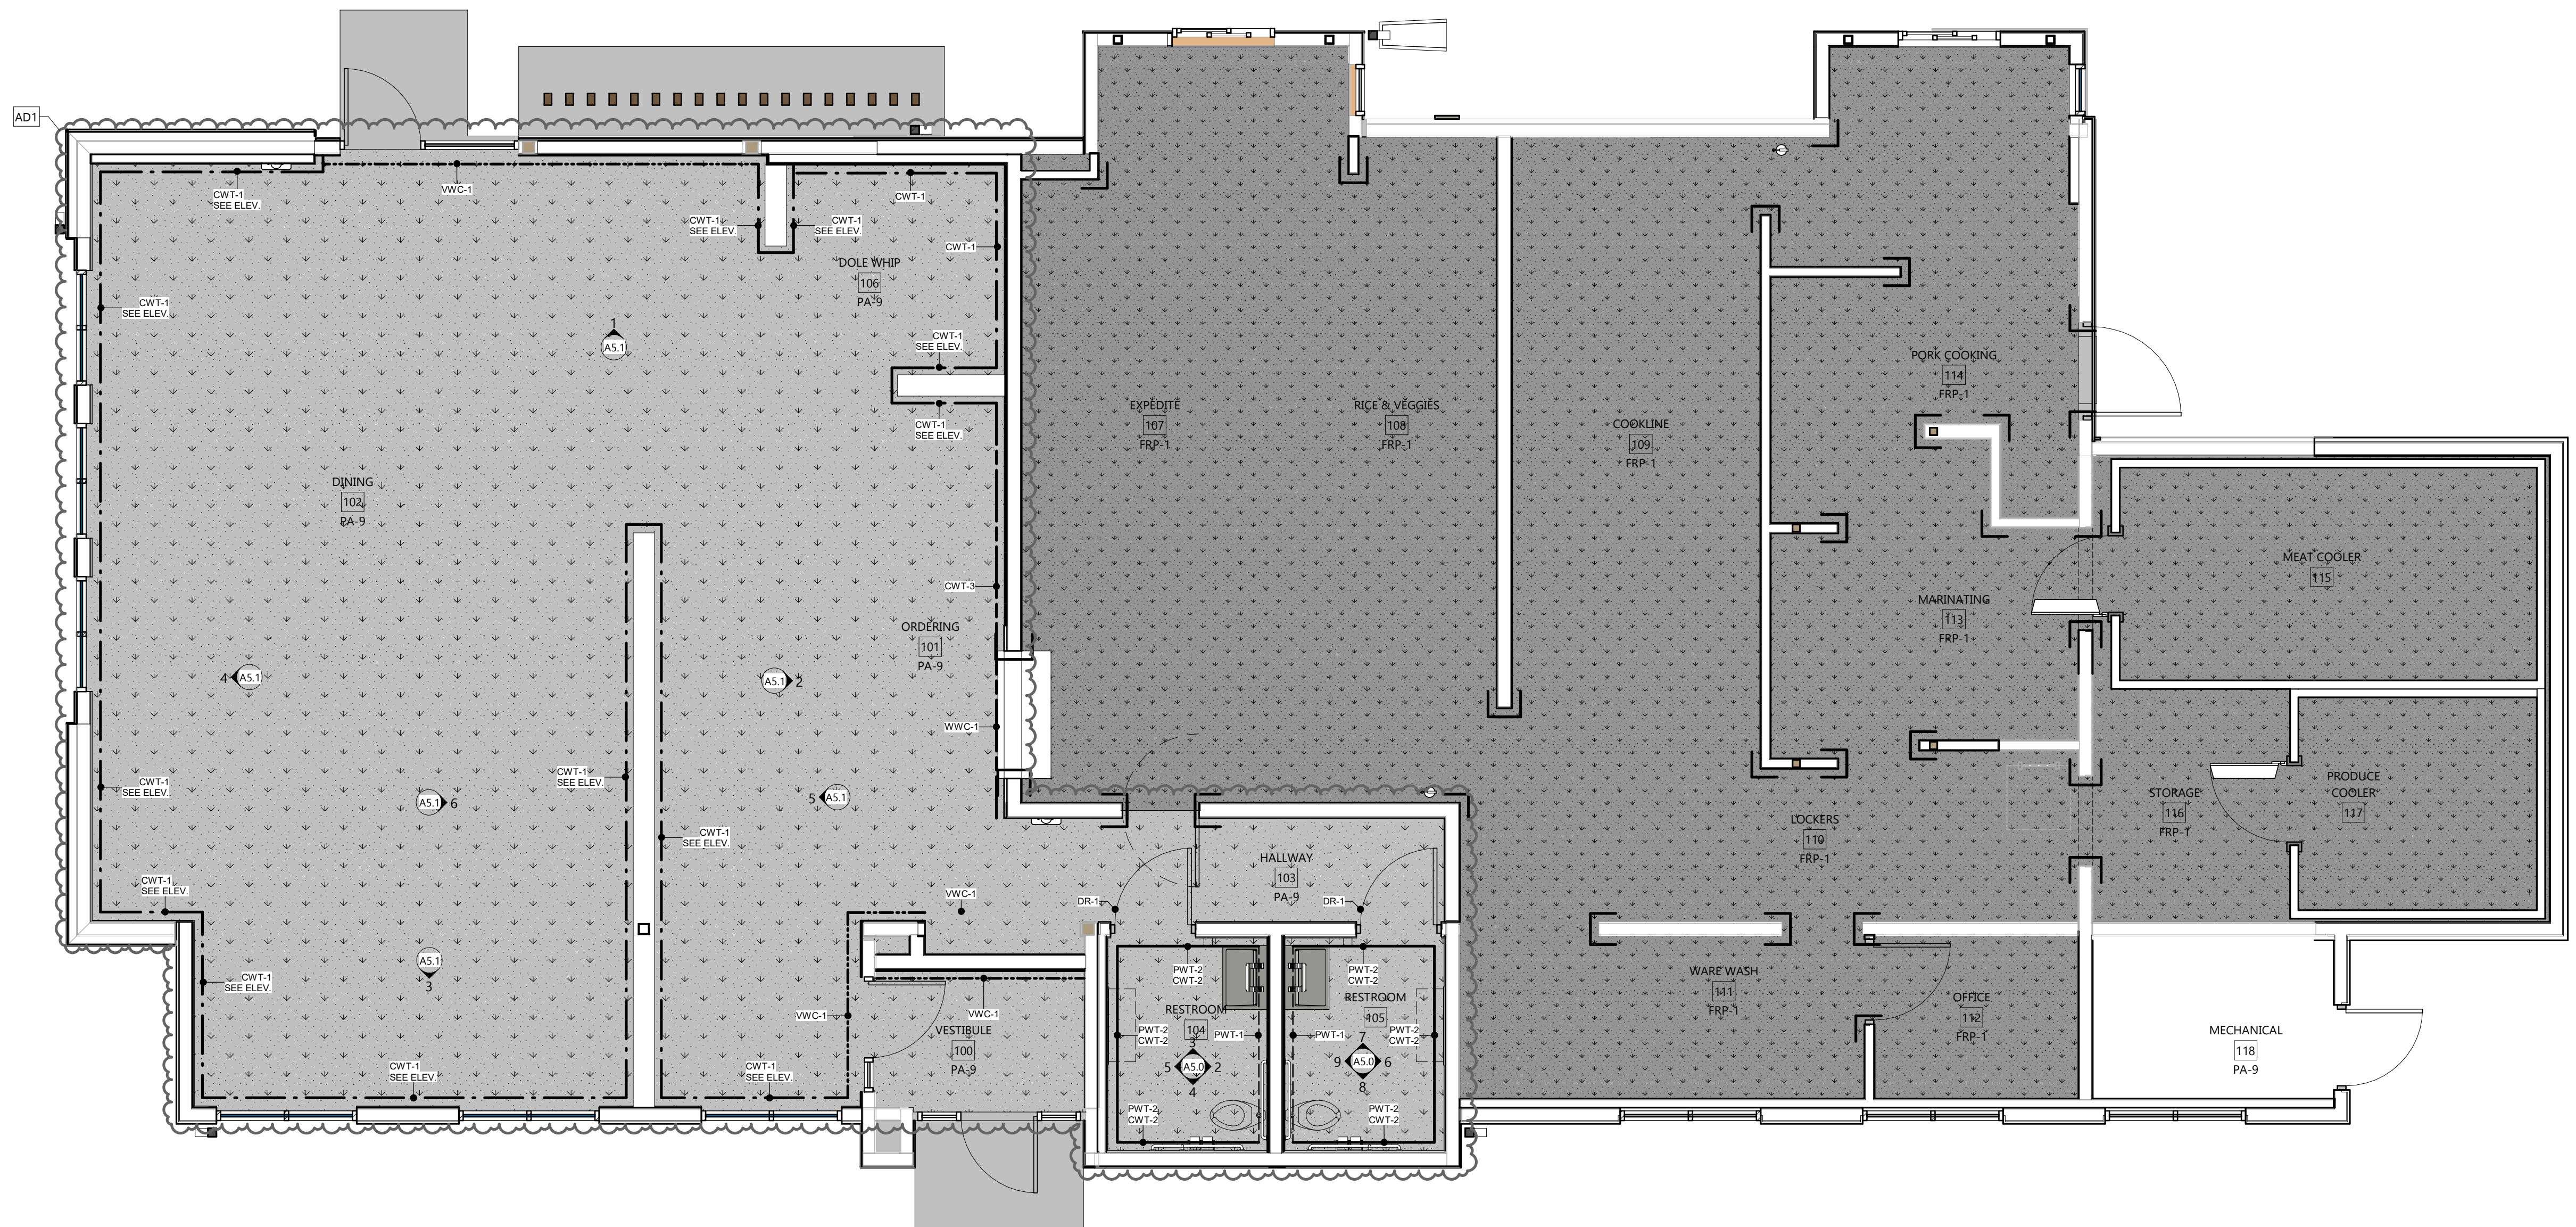 AD1
CWT-1
SEE ELEV.
VWC-1
CWT-1
SEE ELEV.
CWT-1
SEE ELEV.
CWT-1
CWT-1
DOLE WHIP
106
PA-9
CWT-1
SEE ELEV.
1
A5.1
CWT-1
SEE ELEV.
CWT-1
SEE ELEV.
DINING
102
PA-9
CWT-3
ORDERING
101
PA-9
4
A5.1
A5.1
2
WWC-1
CWT-1
SEE ELEV.
CWT-1
SEE ELEV.
A5.1
6
5
A5.1
CWT-1
SEE ELEV.
CWT-1
SEE ELEV.
VWC-1
A5.1
3
CWT-1
SEE ELEV.
VWC-1
VWC-1
VESTIBULE
100
PA-9
CWT-1
SEE ELEV.
CWT-1
SEE ELEV.
HALLWAY
103
PA-9
DR-1
DR-1
PWT-2
CWT-2
PWT-2
CWT-2
RESTROOM
104
PWT-2
CWT-2
PWT-1
3
5
A5.0
2
4
PWT-2
CWT-2
RESTROOM
105
PWT-1
PWT-2
CWT-2
7
9
A5.0
6
8
PWT-2
CWT-2
EXPEDITE
107
FRP-1
RICE & VEGGIES
108
FRP-1
COOKLINE
109
FRP-1
PORK COOKING
114
FRP-1
MARINATING
113
FRP-1
MEAT COOLER
115
LOCKERS
110
FRP-1
STORAGE
116
FRP-1
PRODUCE
COOLER
117
WARE WASH
111
FRP-1
OFFICE
112
FRP-1
MECHANICAL
118
PA-9